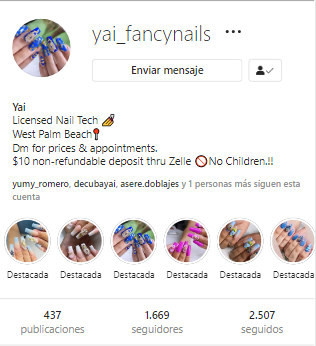 yai_fancynails ···
Enviar mensaje
Yai
Licensed Nail Tech 💅
West Palm Beach📍
Dm for prices & appointments.
$10 non-refundable deposit thru Zelle 🚫No Children.!!
yumy_romero, decubayai, asere.doblajes y 1 personas más siguen esta
cuenta
Destacada Destacada Destacada Destacada Destacada Destacada
437 1.669 2.507
publicaciones seguidores seguidos